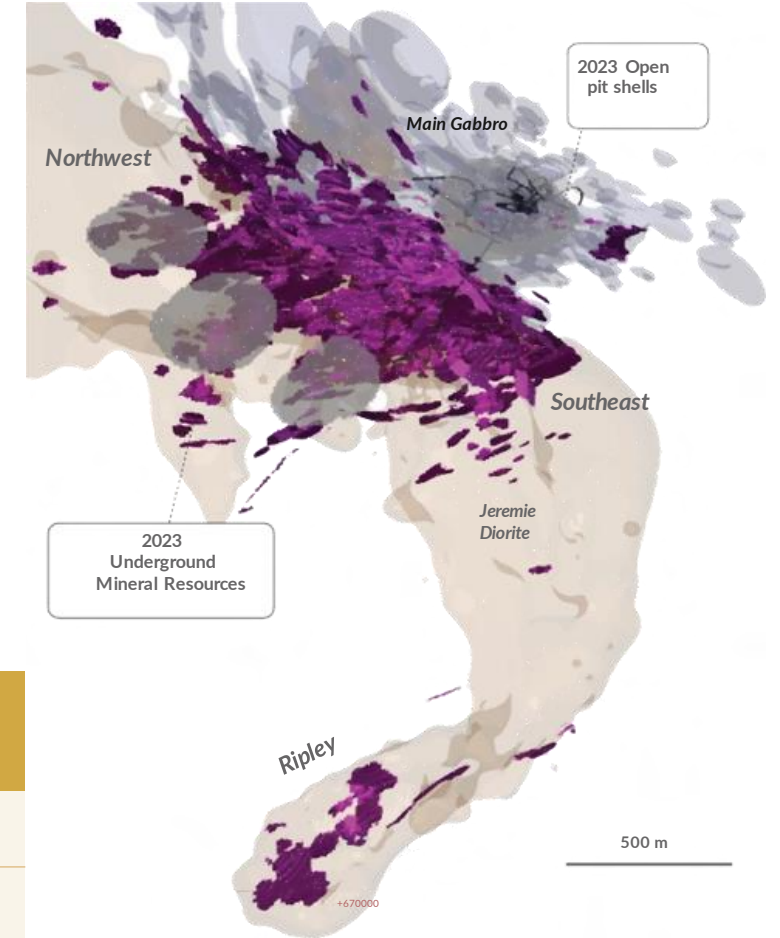 2023 Open
pit shells
Main Gabbro
Northwest
Southeast
Jeremie
Diorite
2023
Underground
Mineral Resources
Ripley
500 m
+670000